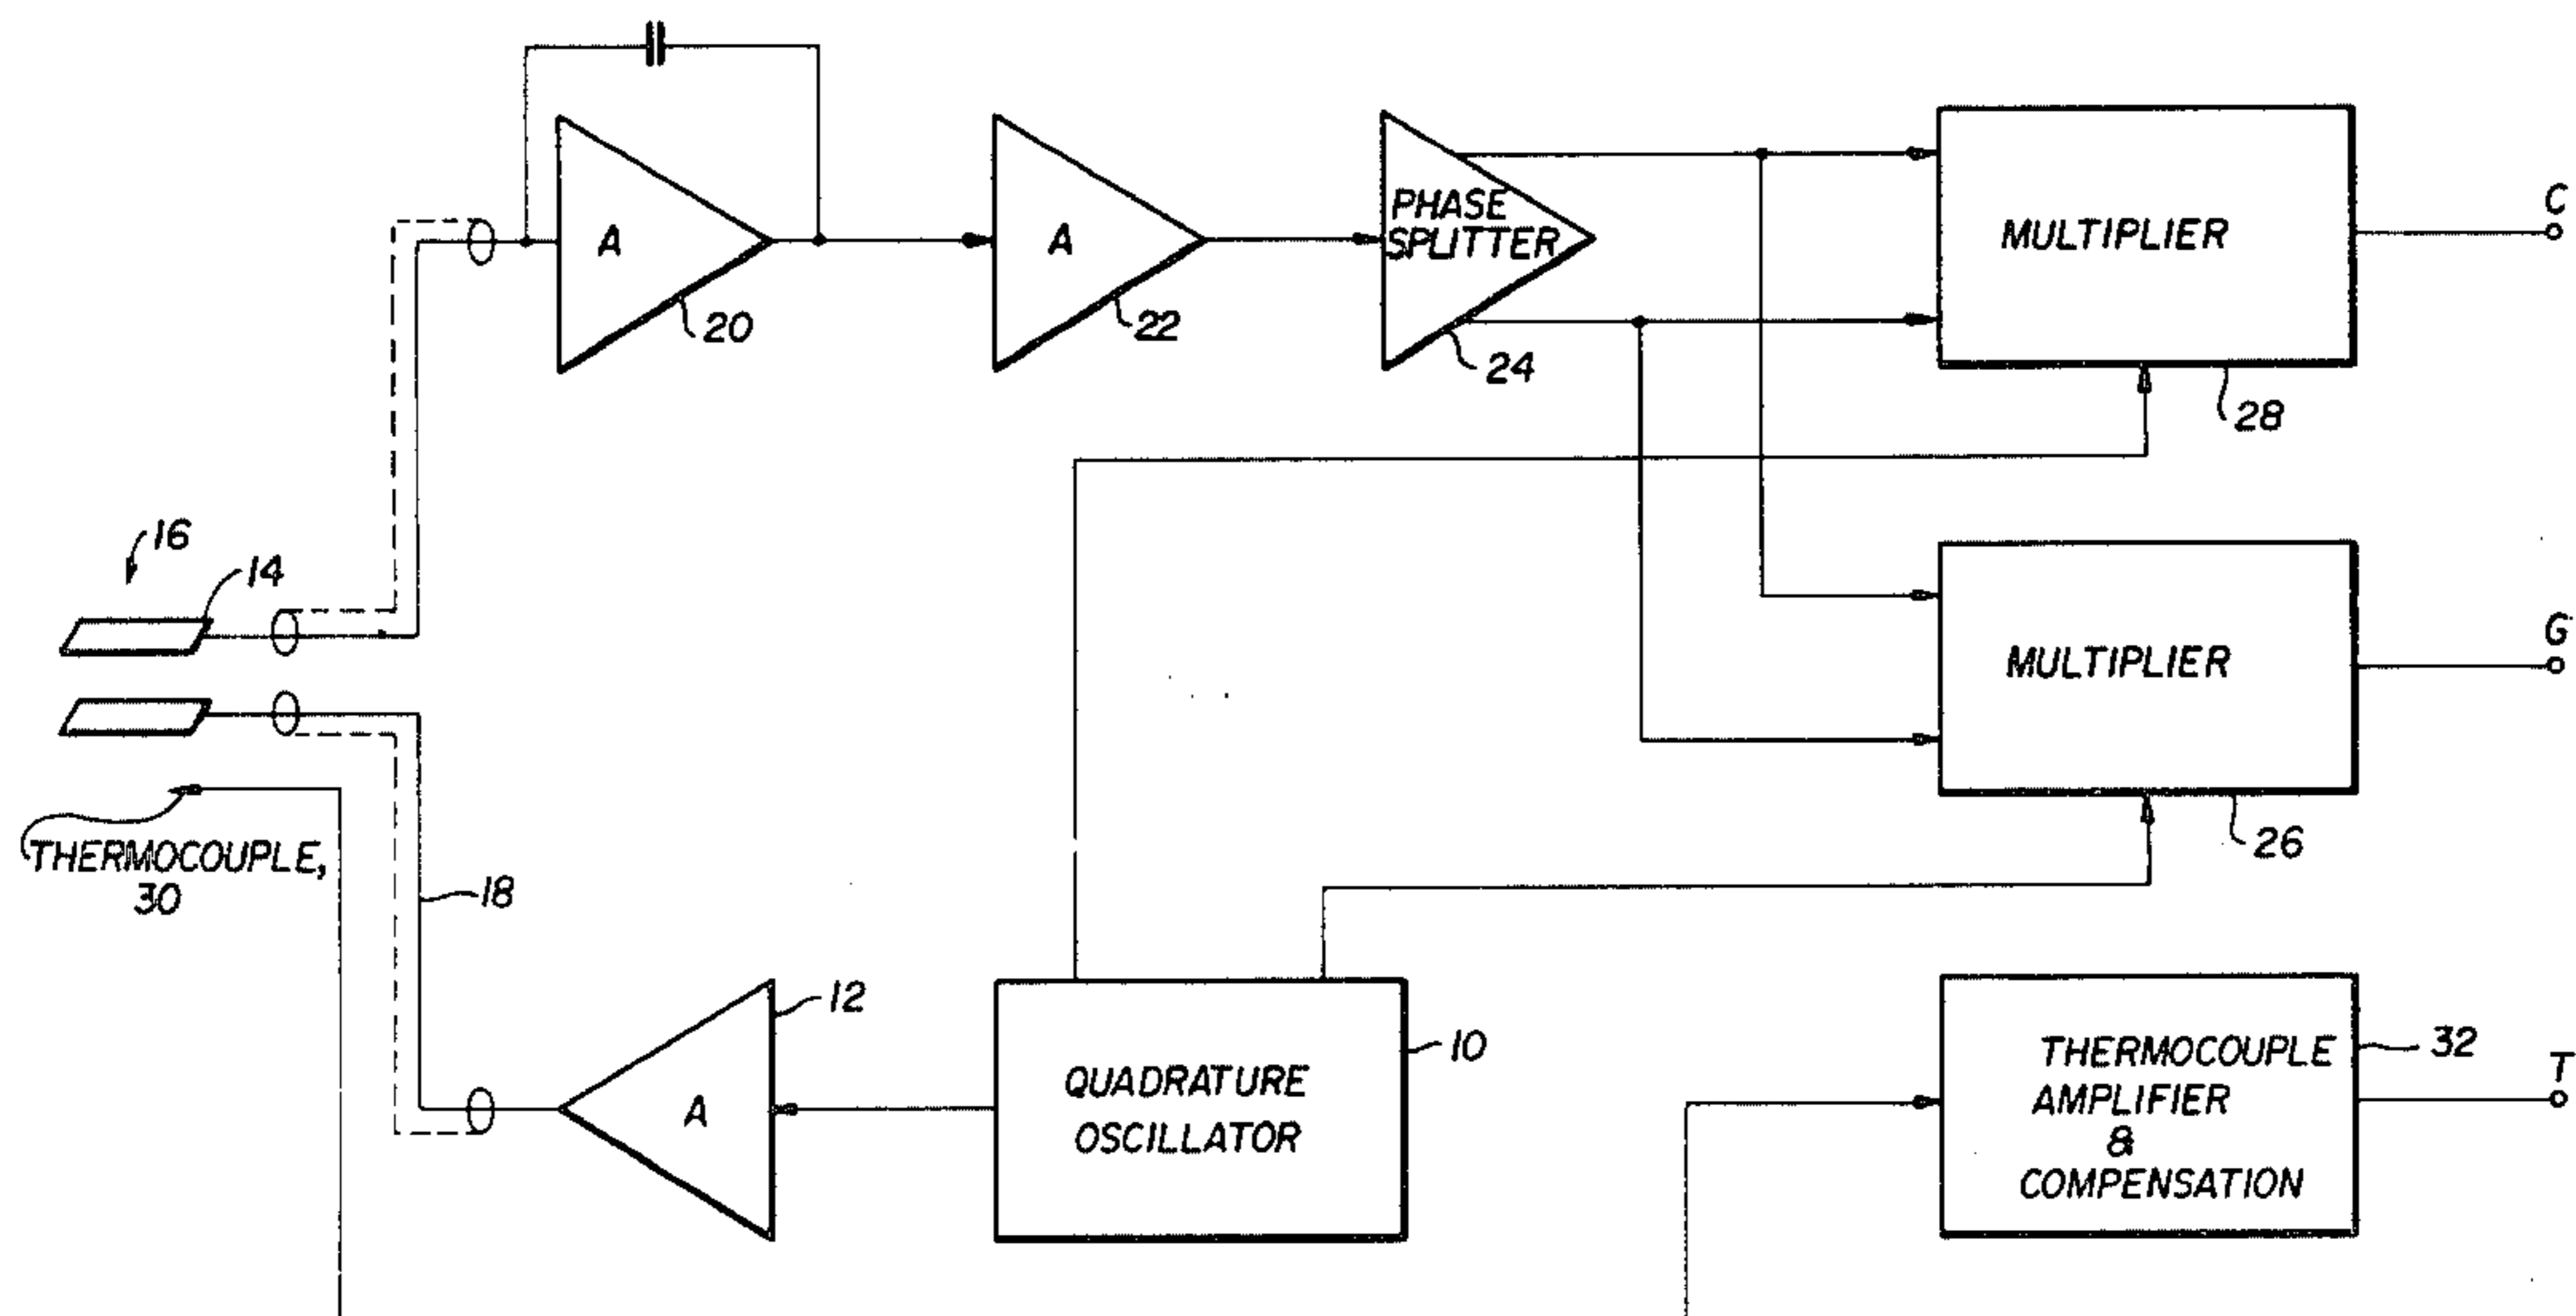 A
20
A
22
PHASE
SPLITTER
24
MULTIPLIER
28
C
16
14
MULTIPLIER
26
G
THERMOCOUPLE,
30
18
A
12
QUADRATURE
OSCILLATOR
10
THERMOCOUPLE
AMPLIFIER
&
COMPENSATION
32
T